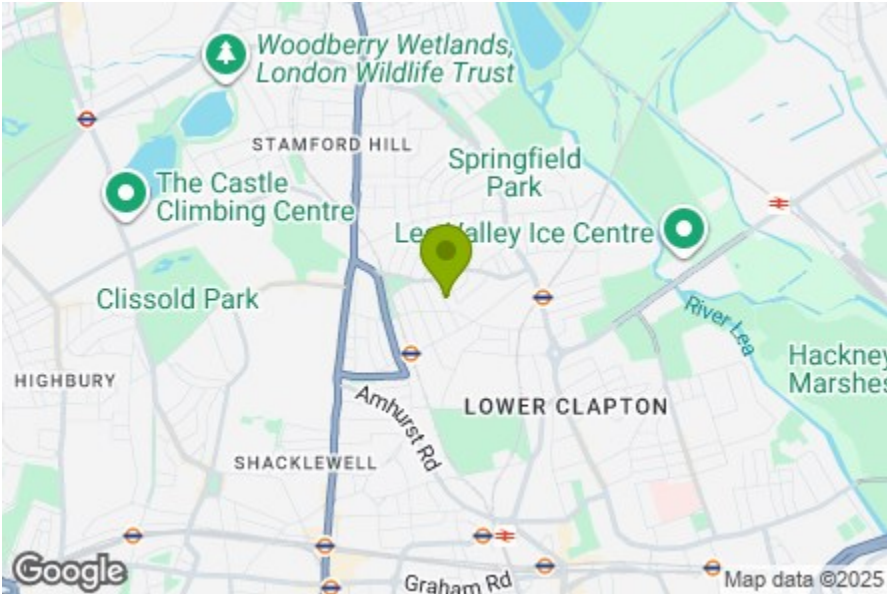 Woodberry Wetlands,
London Wildlife Trust
STAMFORD HILL
Springfield
Park
The Castle
Climbing Centre
Lee Valley Ice Centre
Clissold Park
River Lea
Hackney
Marshes
HIGHBURY
Amhurst Rd
LOWER CLAPTON
SHACKLEWELL
Google
Graham Rd
Map data ©2025